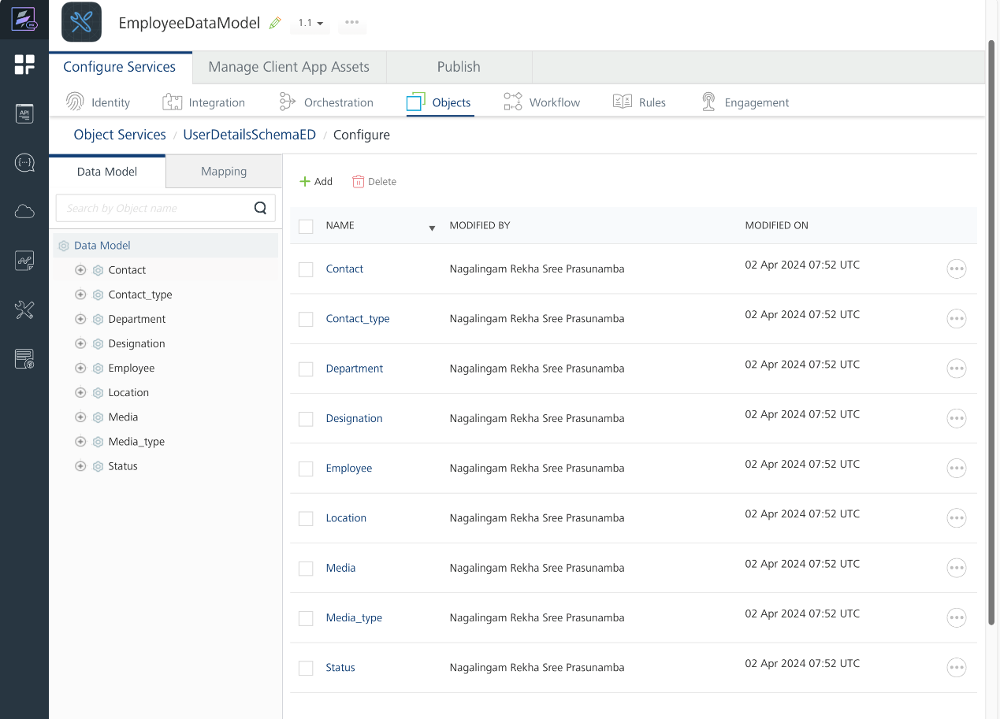 EmployeeDataModel 1.1
Configure Services Manage Client App Assets Publish
Identity Integration Orchestration Objects Workflow Rules Engagement
Object Services / UserDetailsSchemaED / Configure
Data Model Mapping
Search by Object name
Data Model
Contact
Contact_type
Department
Designation
Employee
Location
Media
Media_type
Status
Add Delete
NAME MODIFIED BY MODIFIED ON
Contact Nagalingam Rekha Sree Prasunamba 02 Apr 2024 07:52 UTC
Contact_type Nagalingam Rekha Sree Prasunamba 02 Apr 2024 07:52 UTC
Department Nagalingam Rekha Sree Prasunamba 02 Apr 2024 07:52 UTC
Designation Nagalingam Rekha Sree Prasunamba 02 Apr 2024 07:52 UTC
Employee Nagalingam Rekha Sree Prasunamba 02 Apr 2024 07:52 UTC
Location Nagalingam Rekha Sree Prasunamba 02 Apr 2024 07:52 UTC
Media Nagalingam Rekha Sree Prasunamba 02 Apr 2024 07:52 UTC
Media_type Nagalingam Rekha Sree Prasunamba 02 Apr 2024 07:52 UTC
Status Nagalingam Rekha Sree Prasunamba 02 Apr 2024 07:52 UTC
API